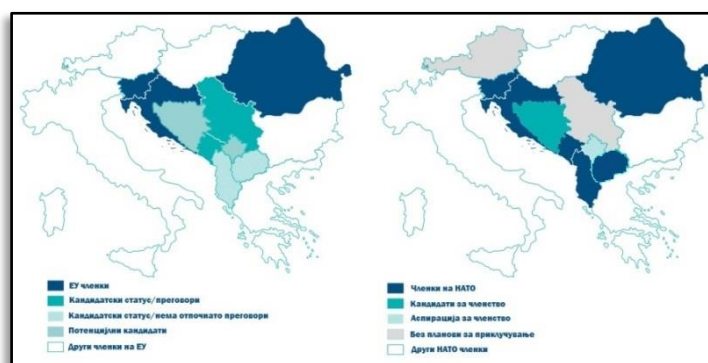 ЕУ членки
Кандидатски статус/преговори
Кандидатски статус/нема отпочнато преговори
Потенцијлни кандидати
Други членки на ЕУ
Членки на НАТО
Кандидати за членство
Аспирација за членство
Без планови за приклучување
Други НАТО членки